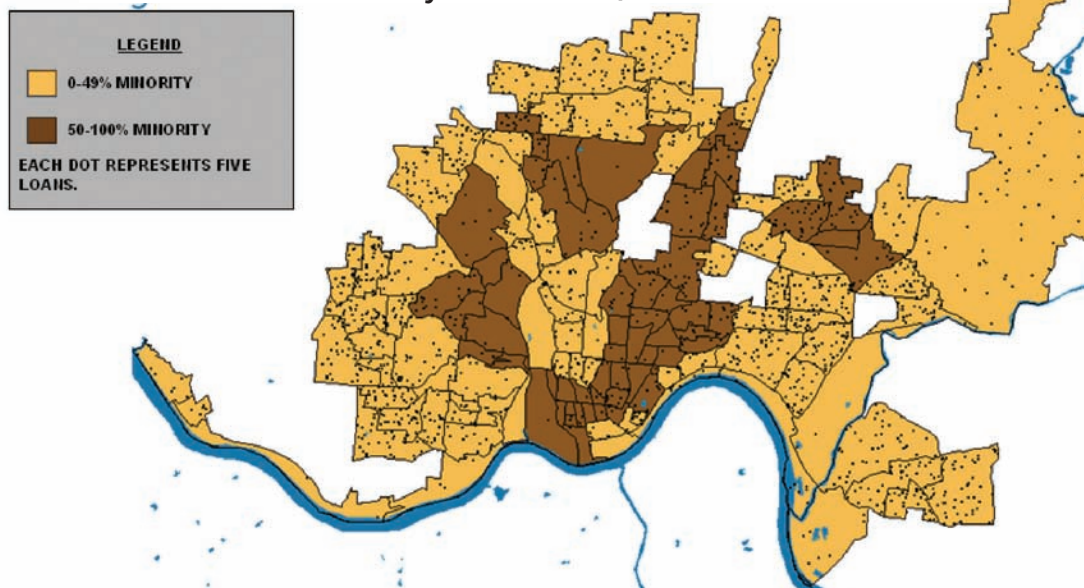 LEGEND
0-49% MINORITY
50-100% MINORITY
EACH DOT REPRESENTS FIVE
LOANS.